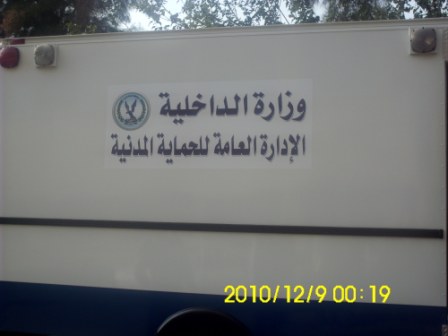 وزارة الداخلية
الإدارة العامة للحماية المدنية
2010/12/9 00:19